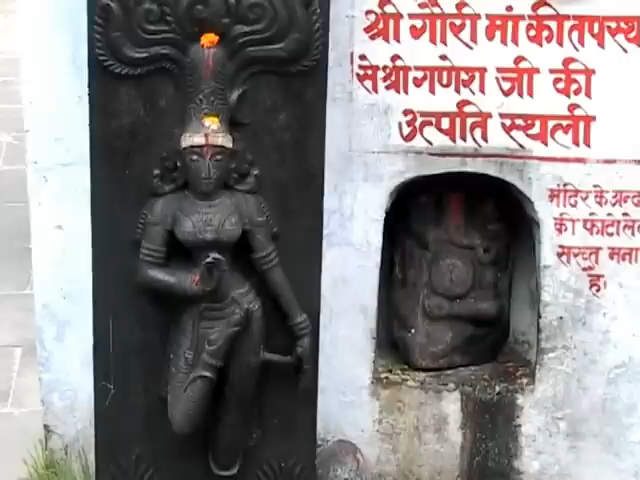 श्री गौरी मां की तपस्थ
से श्री गणेश जी की
उत्पति स्थली
मंदिर के अन्द
की फोटो ले
सख्त मना
है